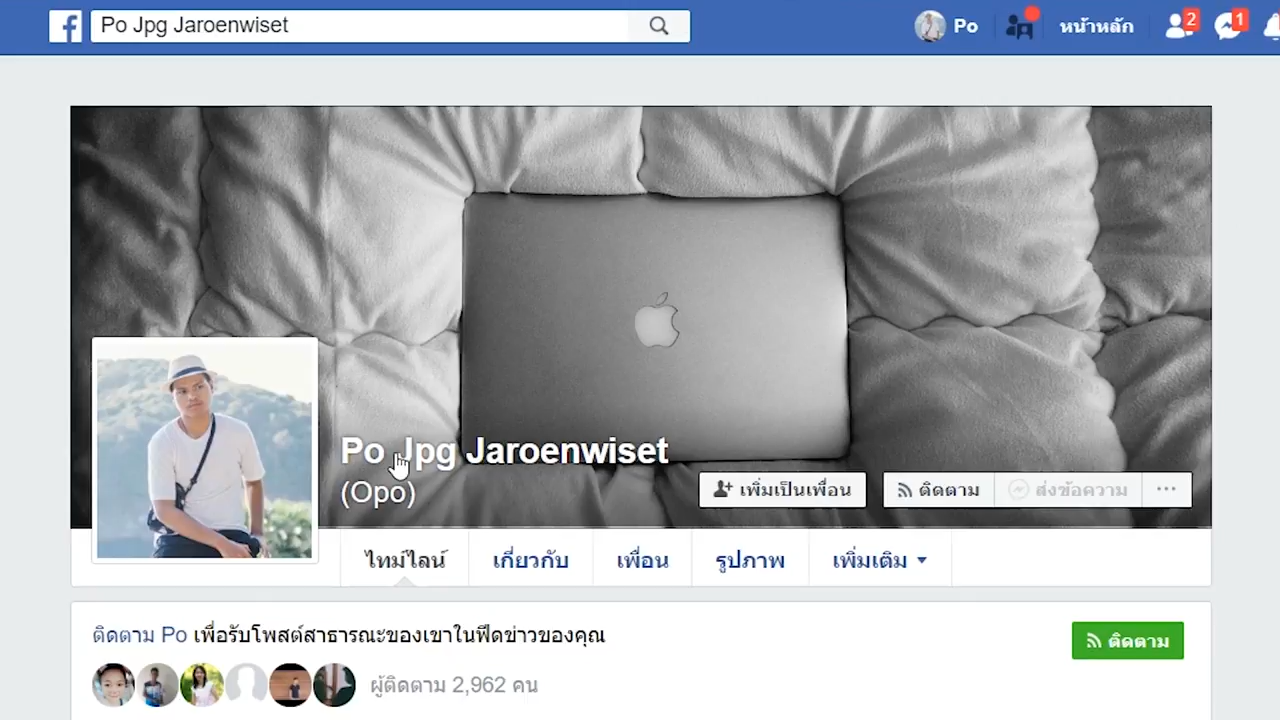 Po Jpg Jaroenwiset
Po
หน้าหลัก
2
1
Po Jpg Jaroenwiset
(Opo)
เพิ่มเป็นเพื่อน
ติดตาม
ส่งข้อความ
ไทม์ไลน์
เกี่ยวกับ
เพื่อน
รูปภาพ
เพิ่มเติม
ติดตาม Po เพื่อรับโพสต์สาธารณะของเขาในฟีดข่าวของคุณ
ติดตาม
ผู้ติดตาม 2,962 คน